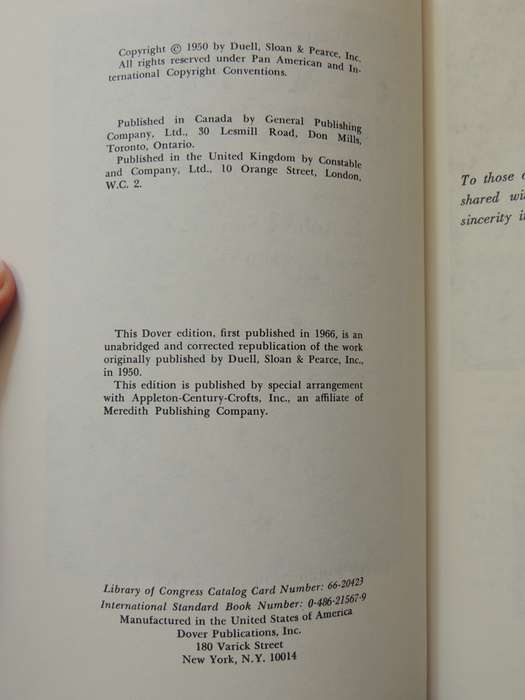 Copyright © 1950 by Duell, Sloan & Pearce, Inc.
All rights reserved under Pan American and In-
ternational Copyright Conventions.
Published in Canada by General Publishing
Company, Ltd., 30 Lesmill Road, Don Mills,
Toronto, Ontario.
Published in the United Kingdom by Constable
and Company, Ltd., 10 Orange Street, London,
W.C. 2.
This Dover edition, first published in 1966, is an
unabridged and corrected republication of the work
originally published by Duell, Sloan & Pearce, Inc.,
in 1950.
This edition is published by special arrangement
with Appleton-Century-Crofts, Inc., an affiliate of
Meredith Publishing Company.
Library of Congress Catalog Card Number: 66-20423
International Standard Book Number: 0-486-21567-9
Manufactured in the United States of America
Dover Publications, Inc.
180 Varick Street
New York, N.Y. 10014
To those
shared
sincerity